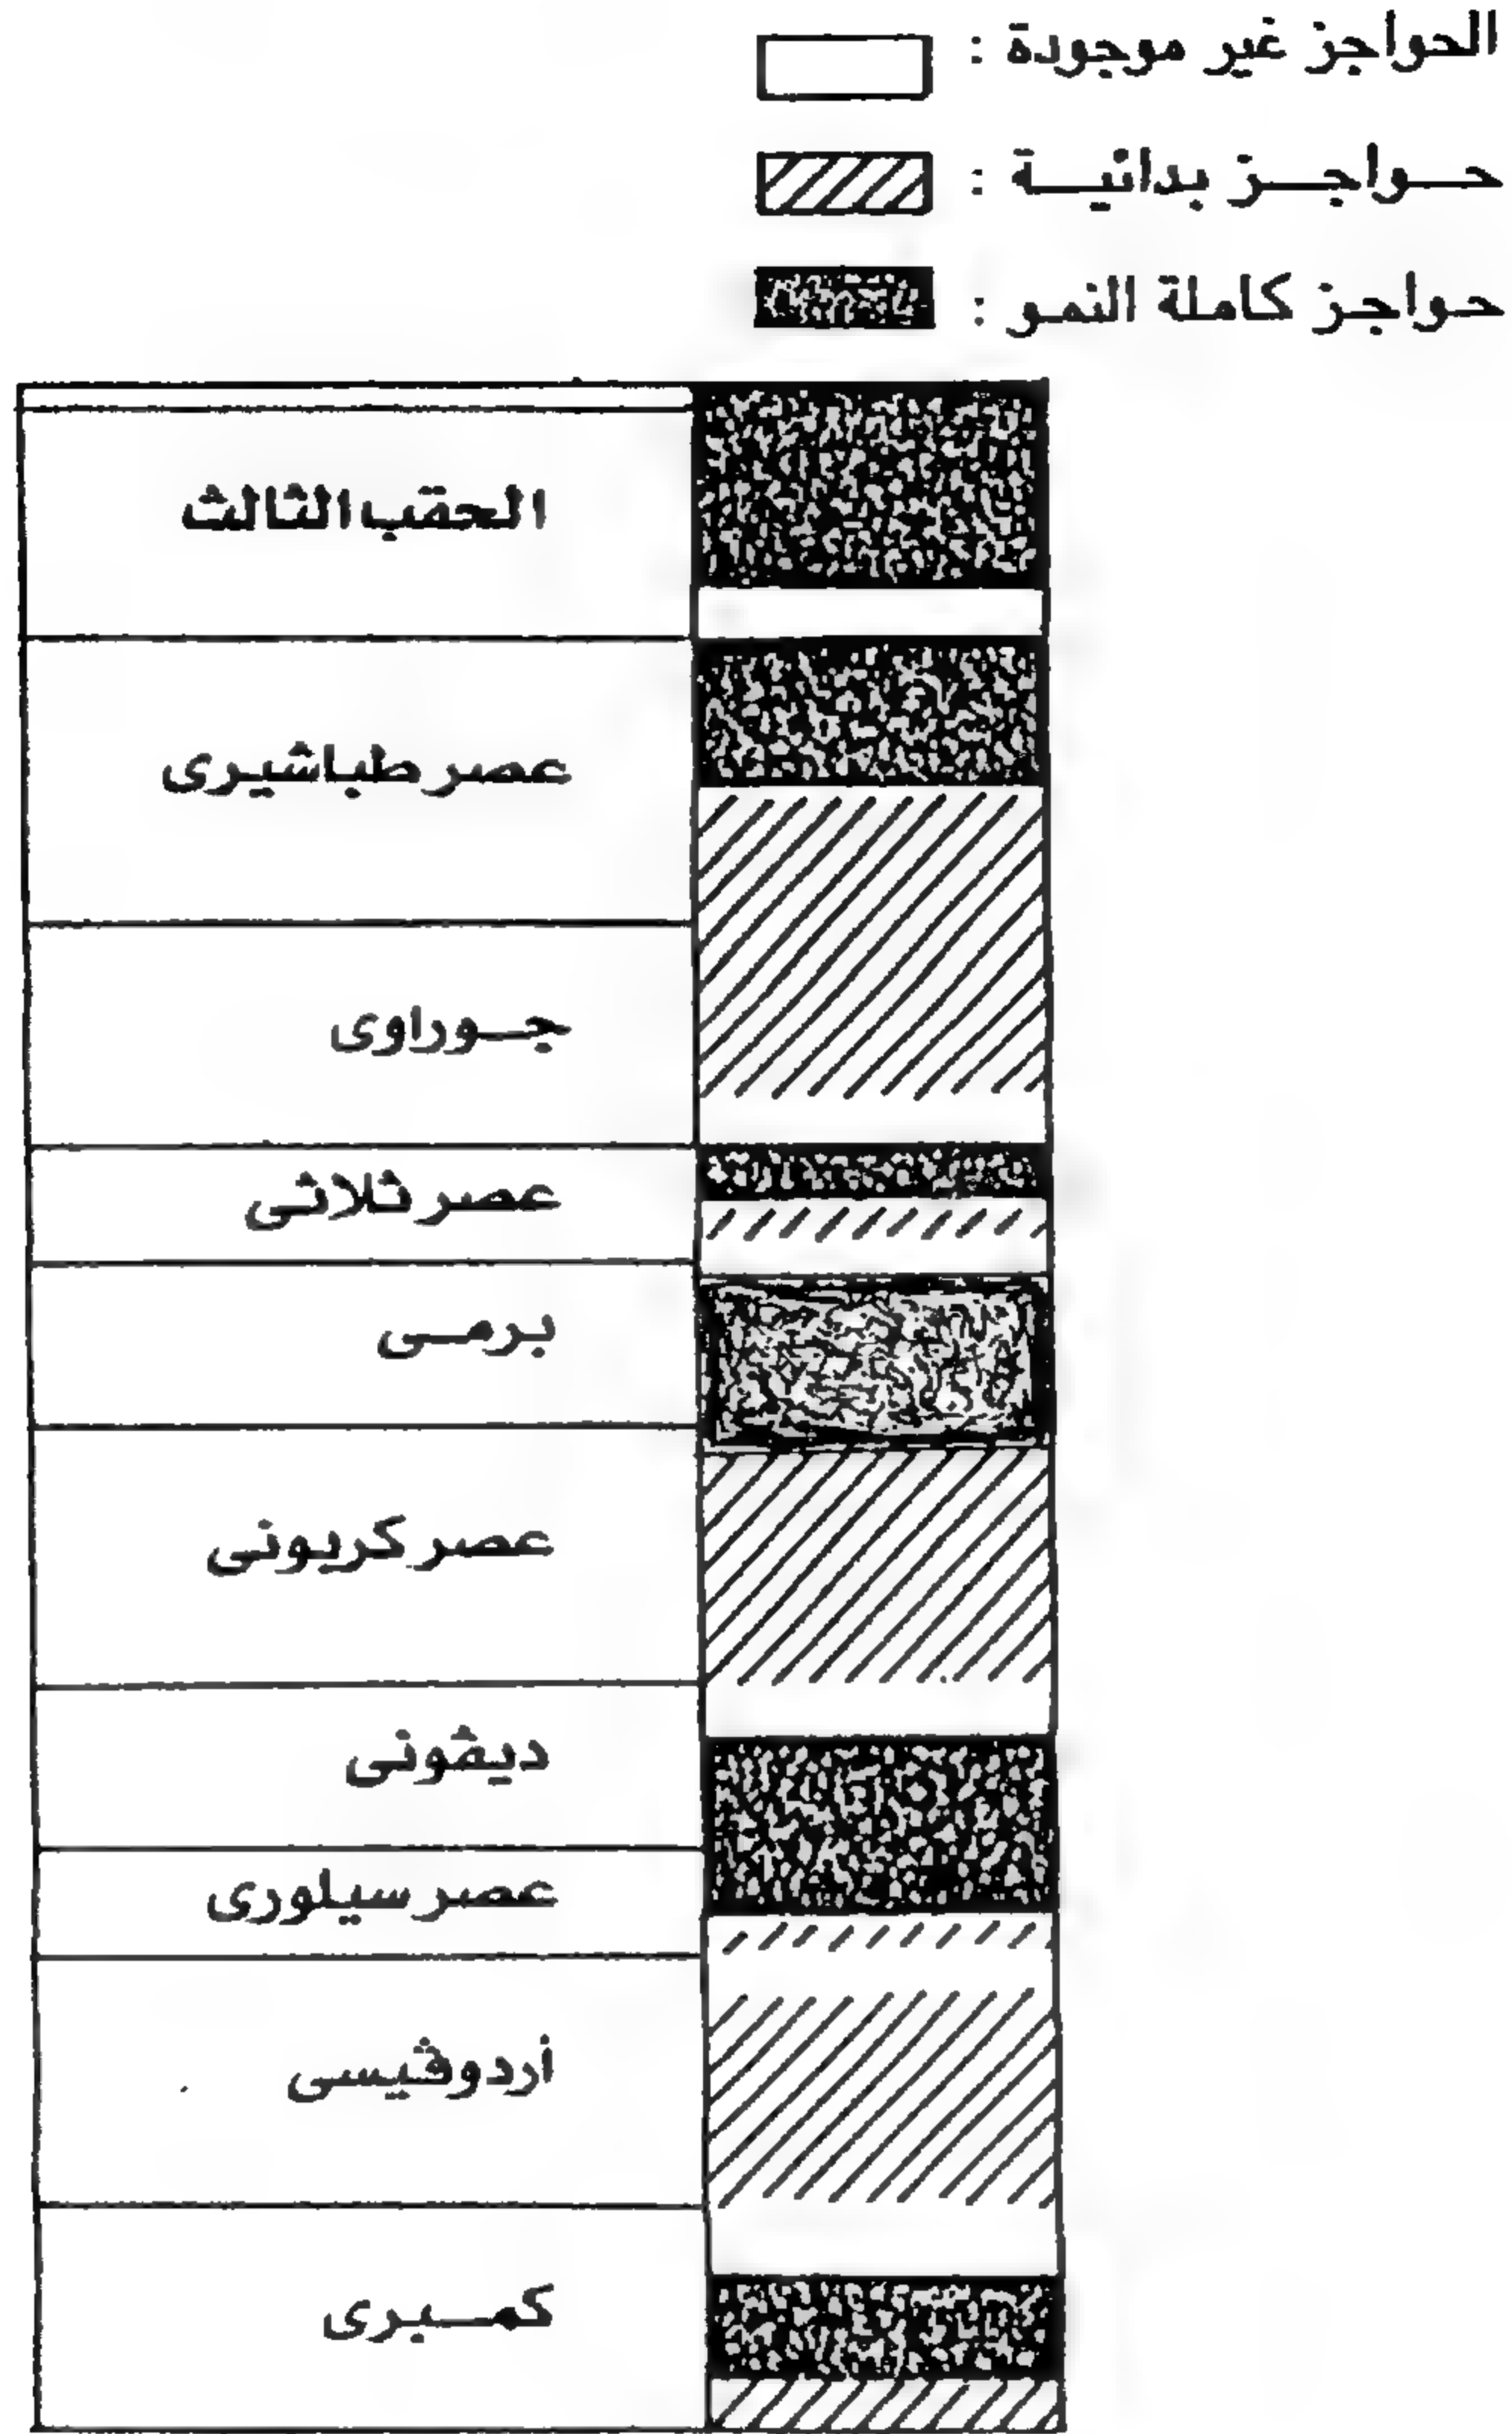 الحواجز غير موجودة :
حواجز بدائية :
حواجز كاملة النمو :
الحقب الثالث
عصر طباشيرى
جوراوى
عصر ثلاثى
برمى
عصر كربونى
ديڤونى
عصر سيلورى
أردوڤيسى
كمبرى